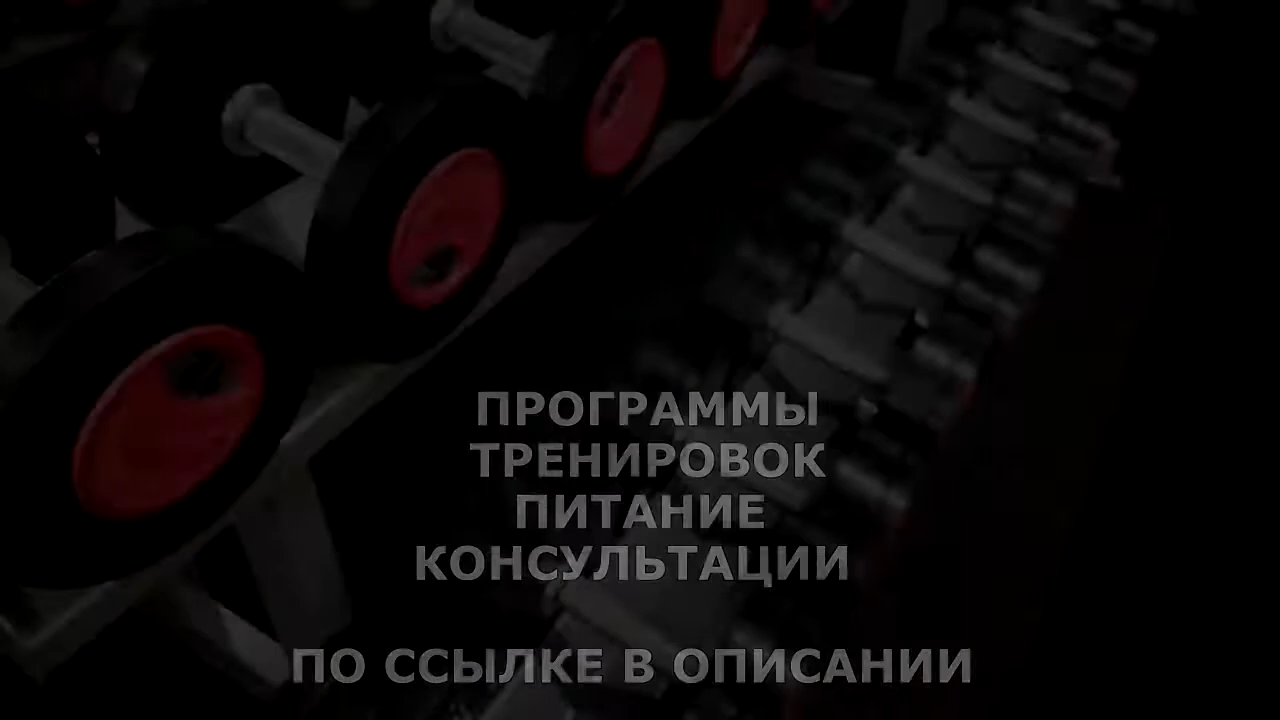 ПРОГРАММЫ
ТРЕНИРОВОК
ПИТАНИЕ
КОНСУЛЬТАЦИИ
ПО ССЫЛКЕ В ОПИСАНИИ